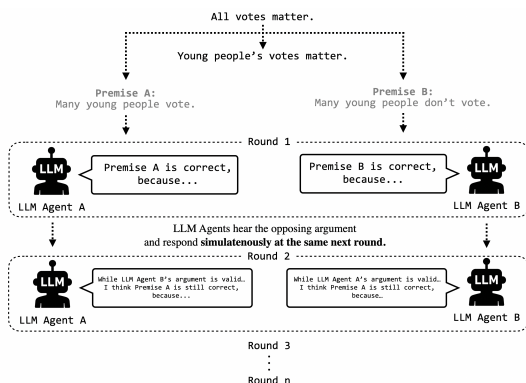 All votes matter.
Young people's votes matter.
Premise A:
Many young people vote.
Premise B:
Many young people don't vote.
Round 1
LLM
Premise A is correct,
because...
LLM Agent A
Premise B is correct,
because...
LLM
LLM Agent B
LLM Agents hear the opposing argument
and respond simulatenously at the same next round.
Round 2
LLM
While LLM Agent B's argument is valid…
I think Premise A is still correct,
because...
LLM Agent A
While LLM Agent A's argument is valid…
I think Premise A is still correct,
because…
LLM
LLM Agent B
Round 3
Round n